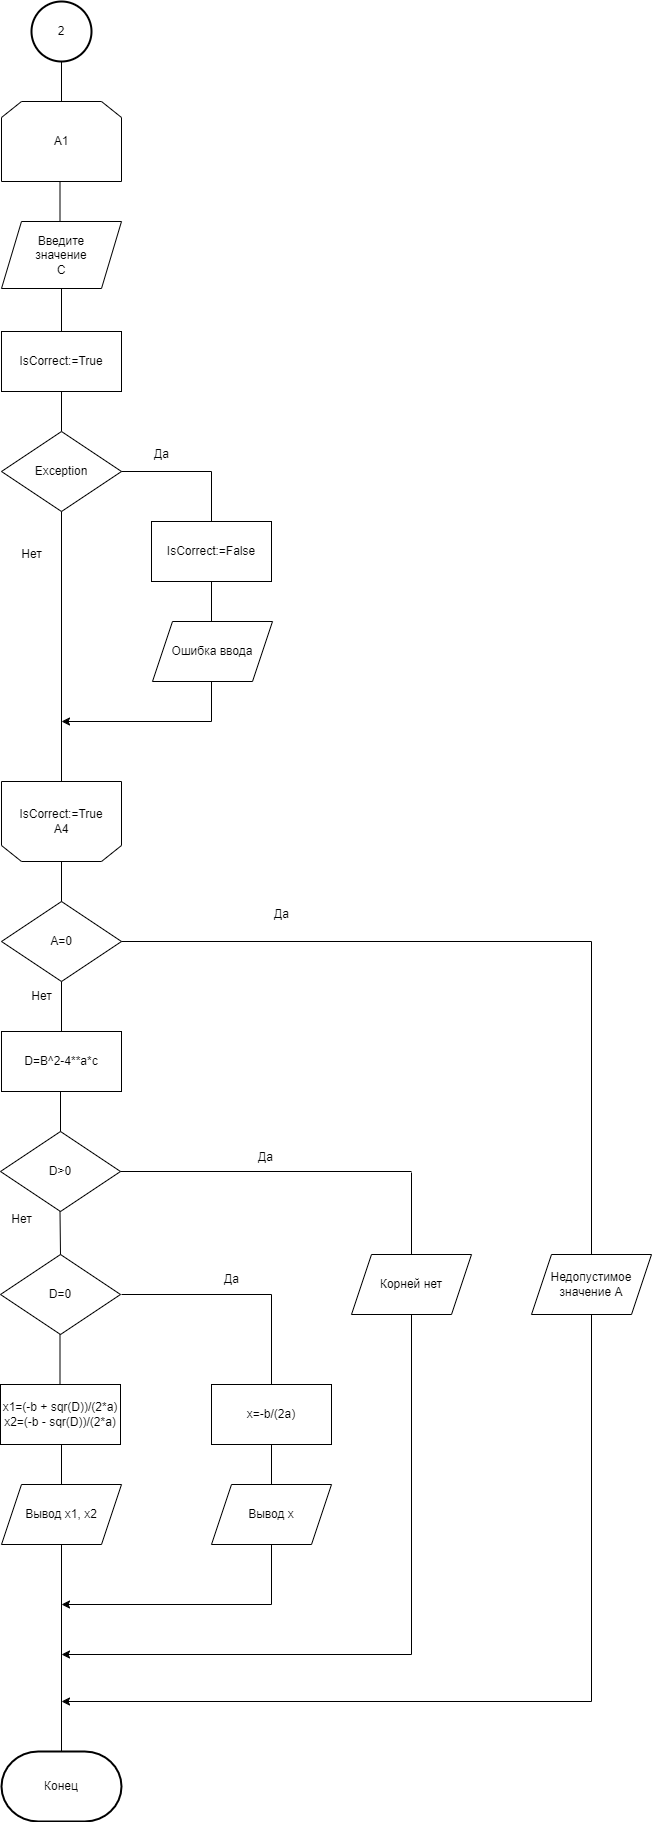 2
A1
Введите
значение
C
IsCorrect:=True
Exception
Да
Нет
IsCorrect:=False
Ошибка ввода
IsCorrect:=True
A4
A=0
Да
Нет
D=B^2-4**a*c
D>0
Да
Нет
D=0
Да
Корней нет
Недопустимое
значение A
x1=(-b + sqr(D))/(2*a)
x2=(-b - sqr(D))/(2*a)
x=-b/(2a)
Вывод x1, x2
Вывод x
Конец